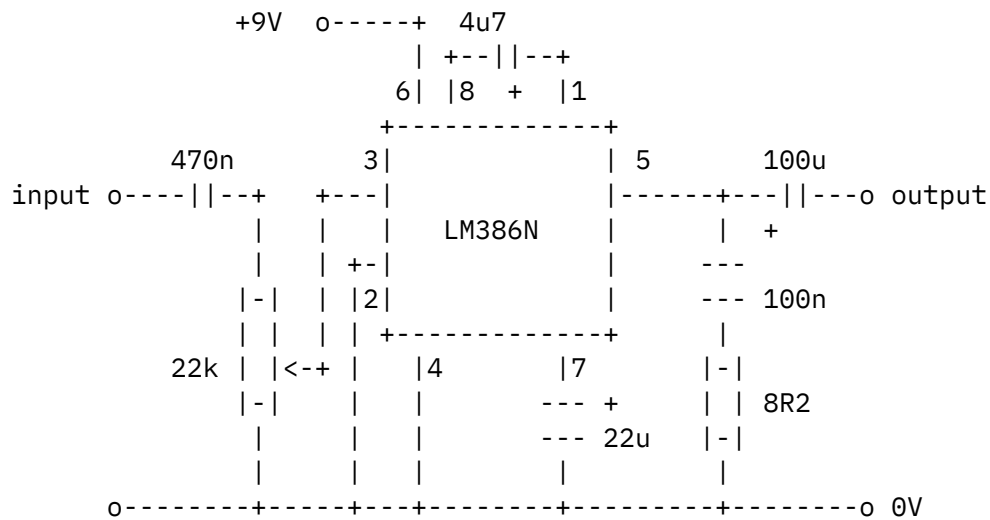 +9V o-----+ 4u7
| +--||--+
6| |8 + |1
+-------------+
470n 3| | 5 100u
input o----||--+ +---| |------+---||---o output
| | | LM386N | | +
| | +-| | ---
|-| | |2| | --- 100n
| | | | +-------------+ |
22k | |<-+ | |4 |7 |-|
|-| | | --- + | | 8R2
| | | --- 22u |-|
| | | | |
o--------+-----+---+--------+---------+--------o 0V